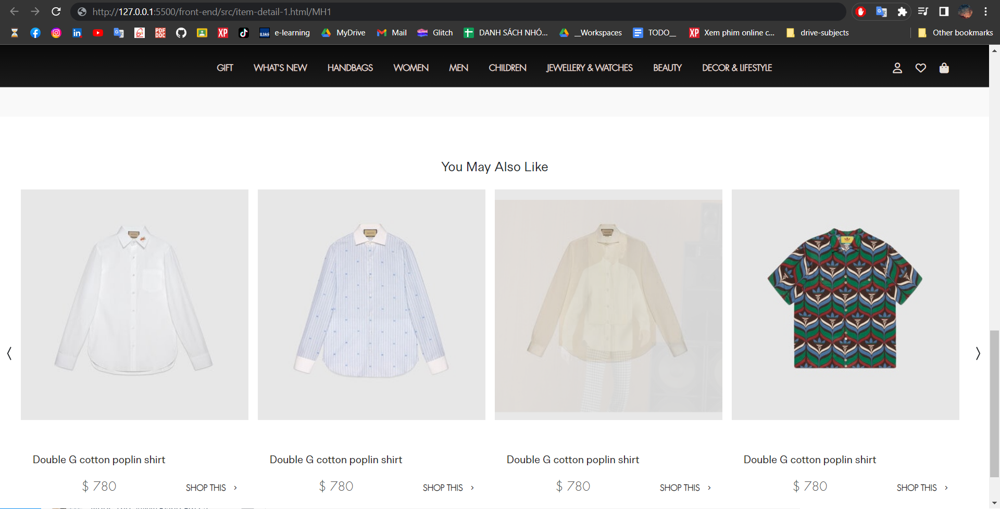 http://127.0.0.1:5500/front-end/src/item-detail-1.html/MH1
e-learning MyDrive Mail Glitch DANH SÁCH NHÓ... __Workspaces TODO__ XP Xem phim online c... drive-subjects Other bookmarks
GIFT WHAT'S NEW HANDBAGS WOMEN MEN CHILDREN JEWELLERY & WATCHES BEAUTY DECOR & LIFESTYLE
You May Also Like
Double G cotton poplin shirt Double G cotton poplin shirt Double G cotton poplin shirt Double G cotton poplin shirt
$ 780 SHOP THIS › $ 780 SHOP THIS › $ 780 SHOP THIS › $ 780 SHOP THIS ›